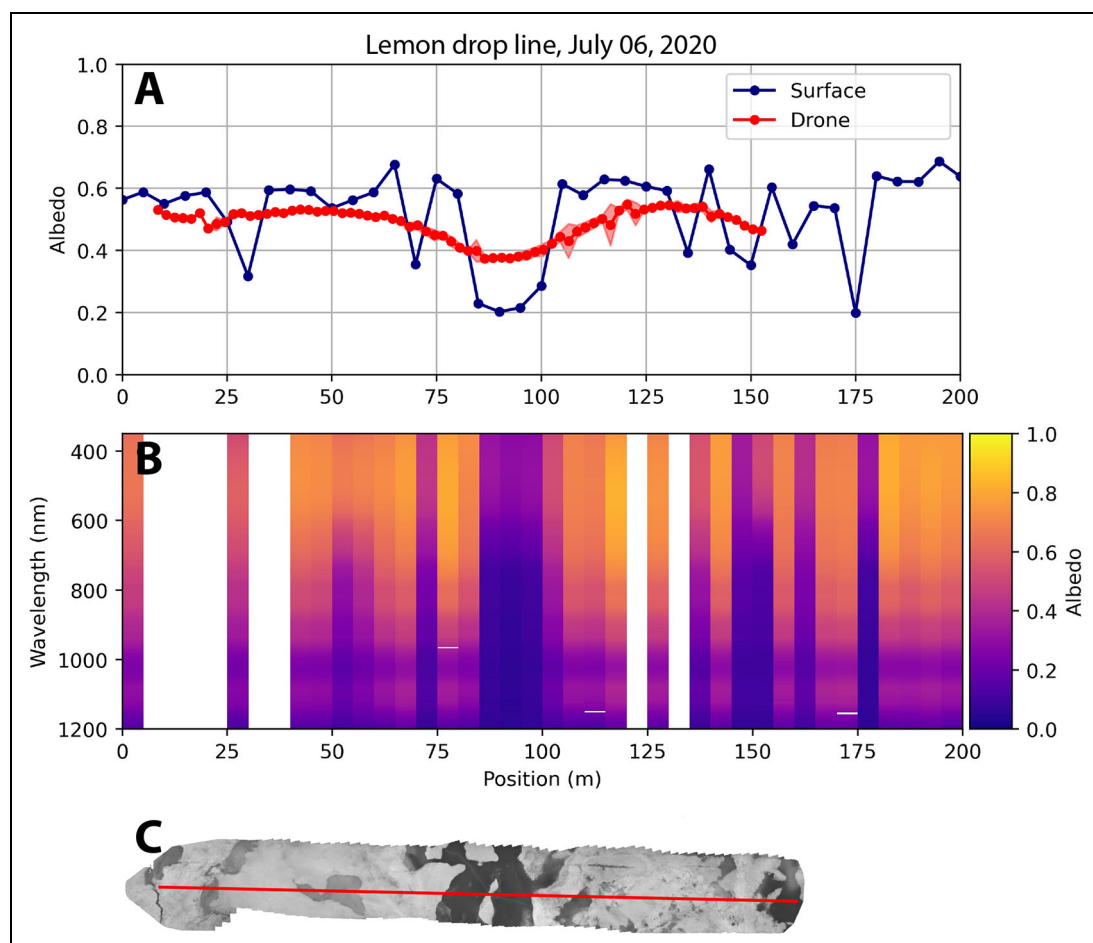 Lemon drop line, July 06, 2020
A
1.0
0.8
0.6
0.4
0.2
0.0
Albedo
Surface
Drone
0 25 50 75 100 125 150 175 200
B
400
600
800
1000
1200
Wavelength (nm)
0 25 50 75 100 125 150 175 200
Position (m)
1.0
0.8
0.6
0.4
0.2
0.0
Albedo
C